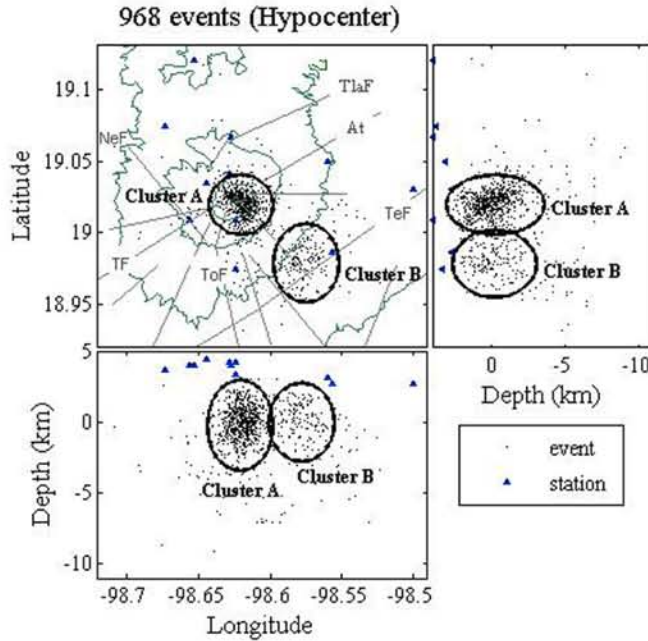 968 events (Hypocenter)
19.1
19.05
19
18.95
Latitude
TlaF
At
NeF
Cluster A
TeF
TF
ToF
Cluster B
Cluster A
Cluster B
0
-5
-10
Depth (km)
5
0
-5
-10
Depth (km)
Cluster A
Cluster B
-98.7
-98.65
-98.6
-98.55
-98.5
Longitude
event
station